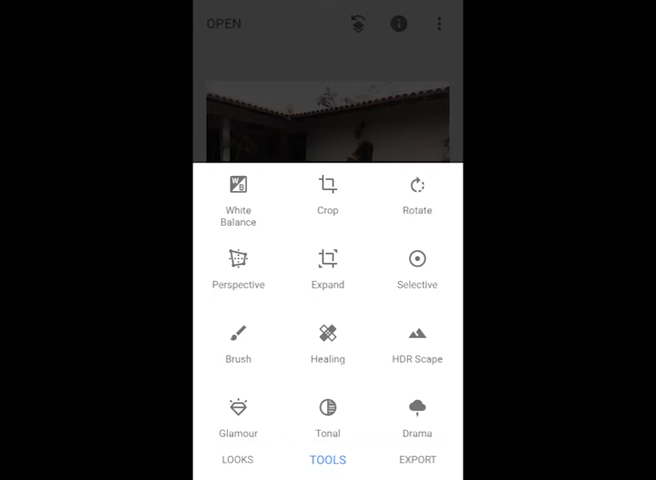 OPEN
White
Balance
Crop
Rotate
Perspective
Expand
Selective
Brush
Healing
HDR Scape
Glamour
Tonal
Drama
LOOKS
TOOLS
EXPORT